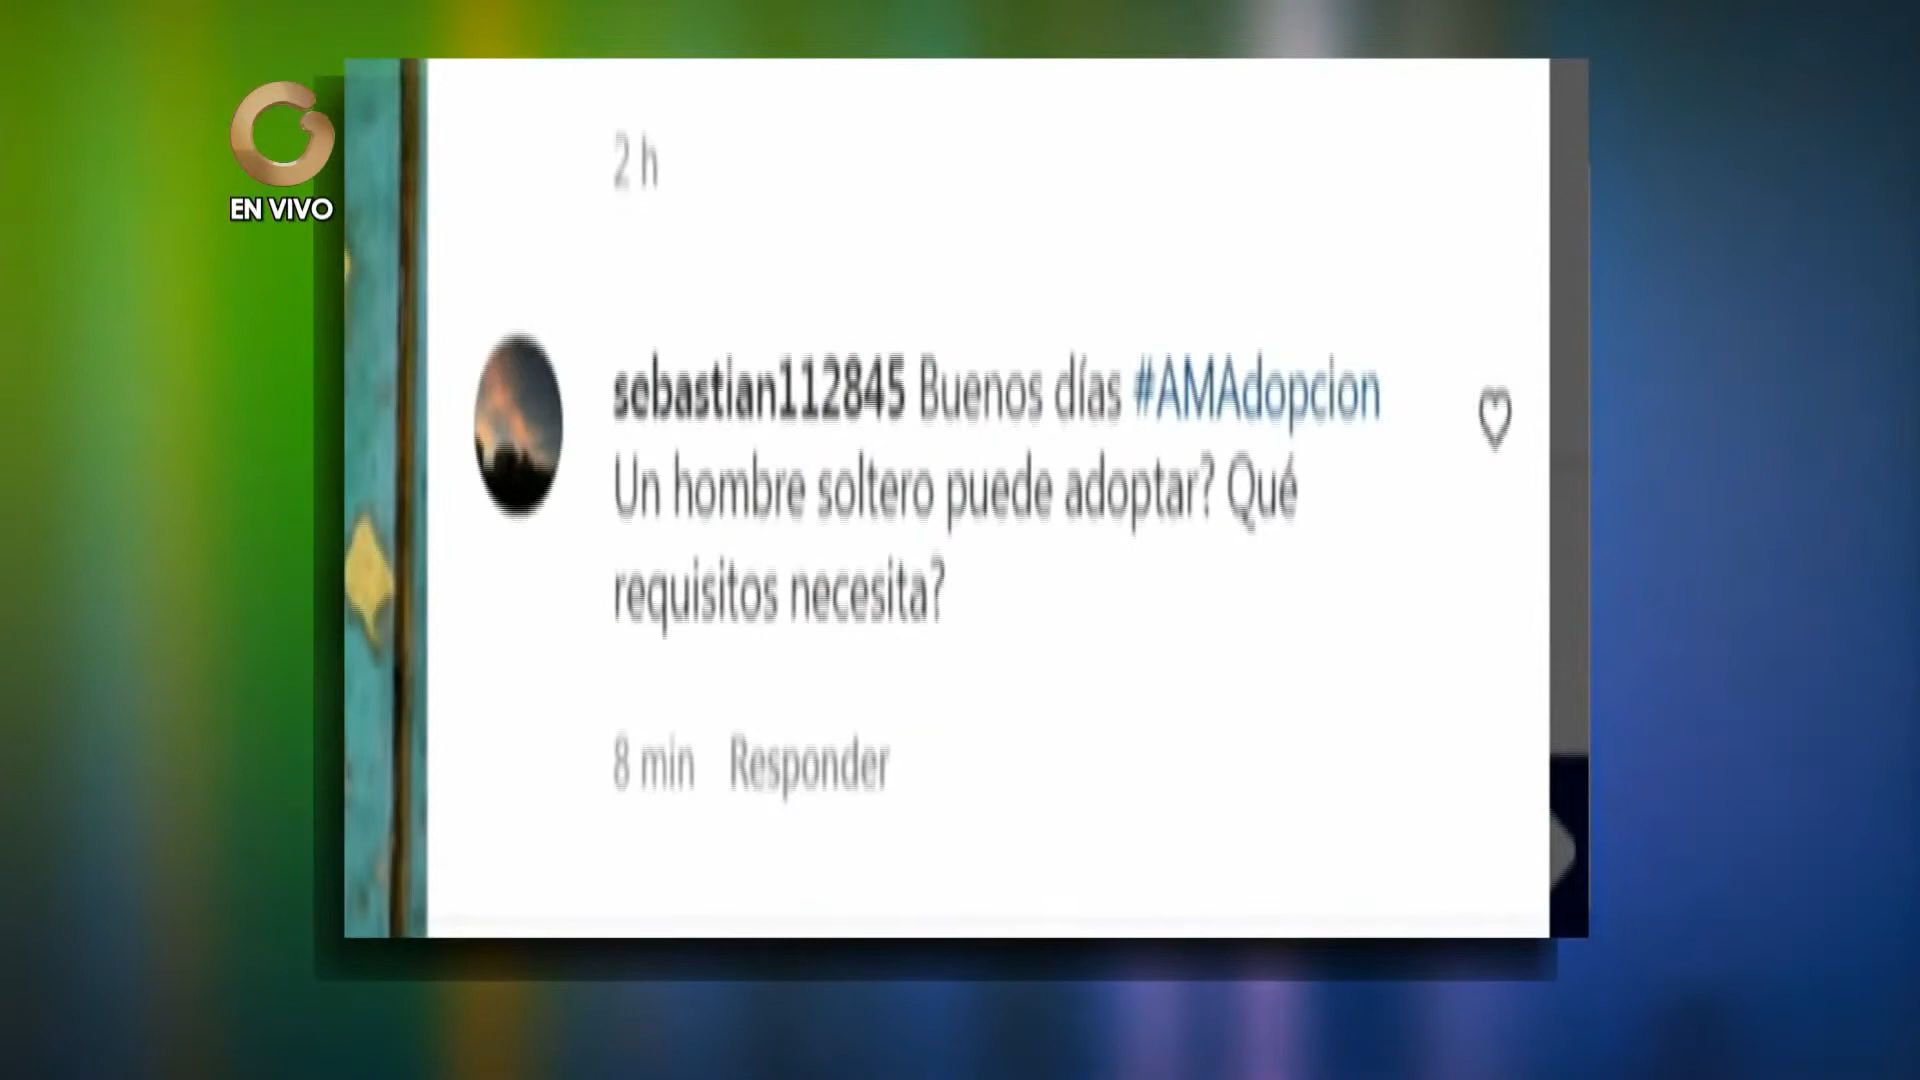 EN VIVO
2 h
sebastian112845 Buenos días #AMAdopcion
Un hombre soltero puede adoptar? Qué
requisitos necesita?
8 min Responder